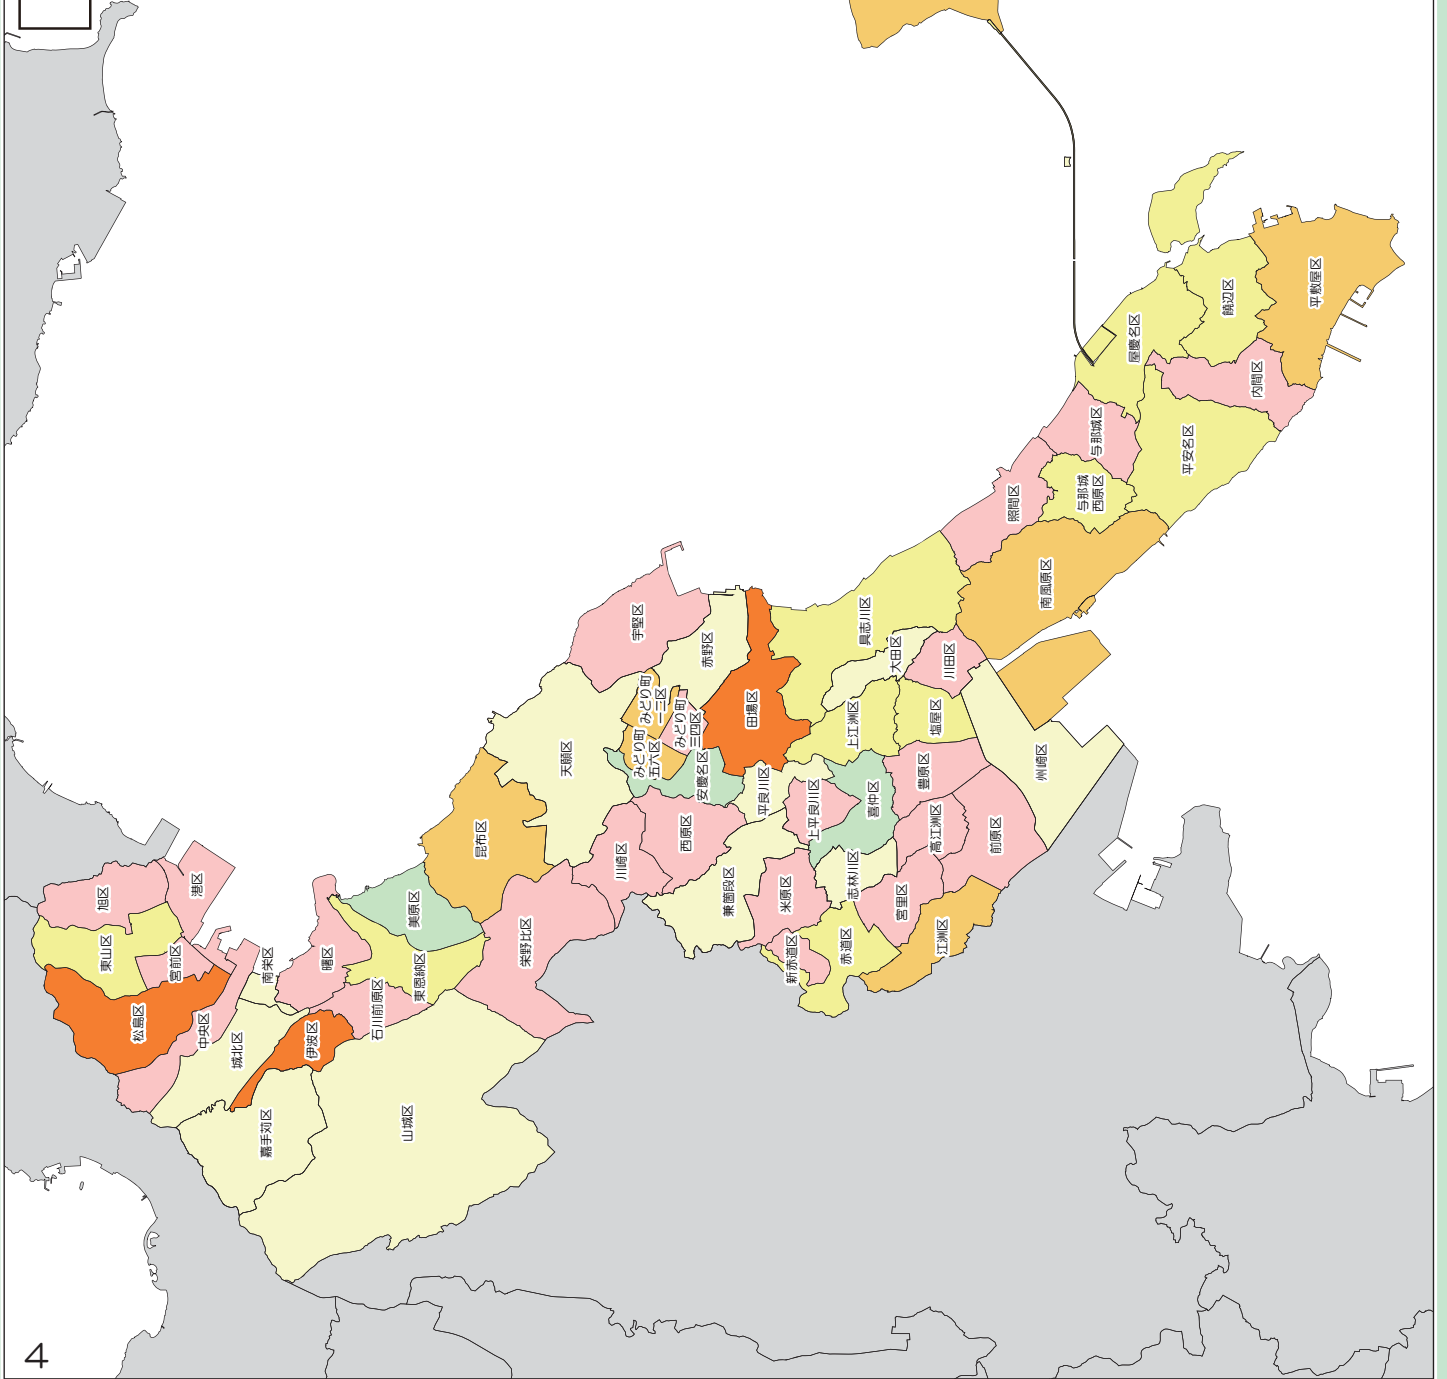 旭区
港区
東山区
宮前区
松島区
中央区
南栄区
城北区
曙区
伊波区
石川前原区
東恩納区
美原区
嘉手苅区
山城区
栄野比区
昆布区
天願区
川崎区
西原区
宇堅区
赤野区
みどり町
一二区
みどり町
三四区
みどり町
五六区
安慶名区
田場区
平良川区
上平良川区
兼箇段区
米原区
新赤道区
赤道区
志林川区
喜仲区
上江洲区
具志川区
大田区
川田区
塩屋区
豊原区
高江洲区
宮里区
江洲区
前原区
州崎区
南風原区
照間区
与那城
西原区
与那城区
平安名区
屋慶名区
饒辺区
内間区
平敷屋区
4